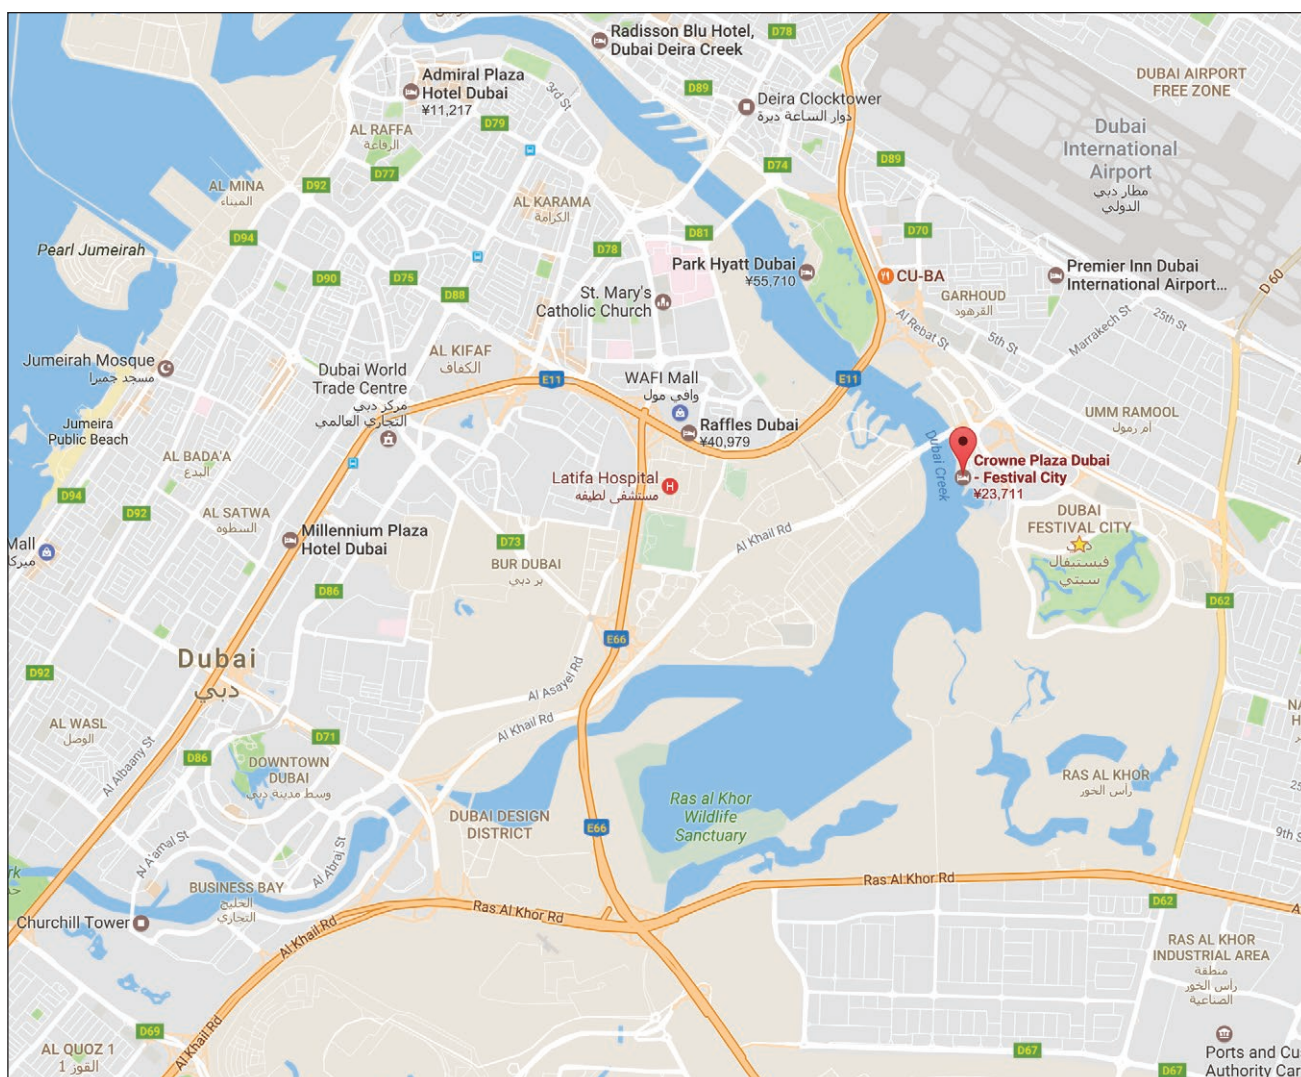 Radisson Blu Hotel,
Dubai Deira Creek
D78
DUBAI AIRPORT
FREE ZONE
Admiral Plaza
Hotel Dubai
¥11,217
3rd St
D89
Deira Clocktower
دوار الساعة ديرة
Dubai
International
Airport
مطار دبي
الدولي
AL RAFFA
الرفاعة
D79
D77
D74
D89
AL MINA
الميناء
D92
AL KARAMA
الكرامة
D94
D78
D81
D70
Pearl Jumeirah
D90
D75
D88
Park Hyatt Dubai
¥55,710
CU-BA
Premier Inn Dubai
International Airport...
D 60
St. Mary's
Catholic Church
GARHOUD
القرهود
Al Rebat St
5th St
Marrakech St
25th St
Jumeirah Mosque
مسجد جميرا
Dubai World
Trade Centre
مركز دبي
التجاري العالمي
AL KIFAF
الكفاف
E11
WAFI Mall
وافي مول
E11
Raffles Dubai
¥40,979
Jumeira
Public Beach
UMM RAMOOL
أم رمول
AL BADA'A
البدع
Dubai Creek
Crowne Plaza Dubai
- Festival City
¥23,711
Latifa Hospital
مستشفى لطيفه
D94
D92
AL SATWA
السطوة
DUBAI
FESTIVAL CITY
دبي
فيستيفال
سيتي
Millennium Plaza
Hotel Dubai
D73
Al Khail Rd
Mall
BUR DUBAI
بر دبي
D86
D62
E66
Dubai
دبي
D92
Al Asayel Rd
AL WASL
الوصل
Al Khail Rd
D71
Al Albaany St
D86
DOWNTOWN
DUBAI
وسط مدينة دبي
RAS AL KHOR
رأس الخور
Ras al Khor
Wildlife
Sanctuary
DUBAI DESIGN
DISTRICT
E66
Al A'amal St
Al Abraj St
9th St
BUSINESS BAY
الخليج
التجاري
Ras Al Khor Rd
Ras Al Khor Rd
D62
Churchill Tower
Al Khail Rd
RAS AL KHOR
INDUSTRIAL AREA
منطقة
رأس الخور
الصناعية
D69
Al Khail Rd
AL QUOZ 1
القوز 1
D67
D67
Ports and Cu
Authority Car